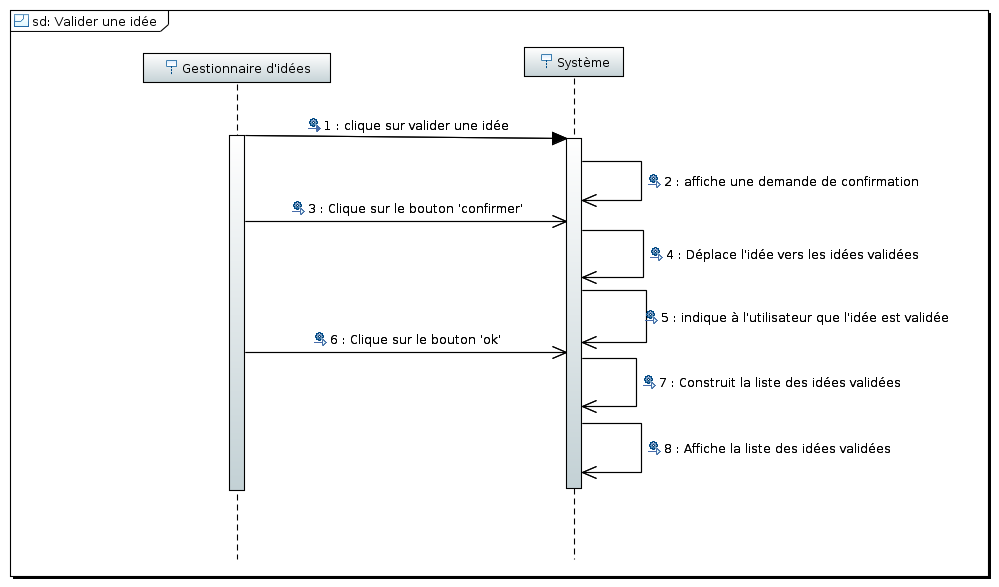 sd: Valider une idée
Gestionnaire d'idées
Système
1 : clique sur valider une idée
2 : affiche une demande de confirmation
3 : Clique sur le bouton 'confirmer'
4 : Déplace l'idée vers les idées validées
5 : indique à l'utilisateur que l'idée est validée
6 : Clique sur le bouton 'ok'
7 : Construit la liste des idées validées
8 : Affiche la liste des idées validées